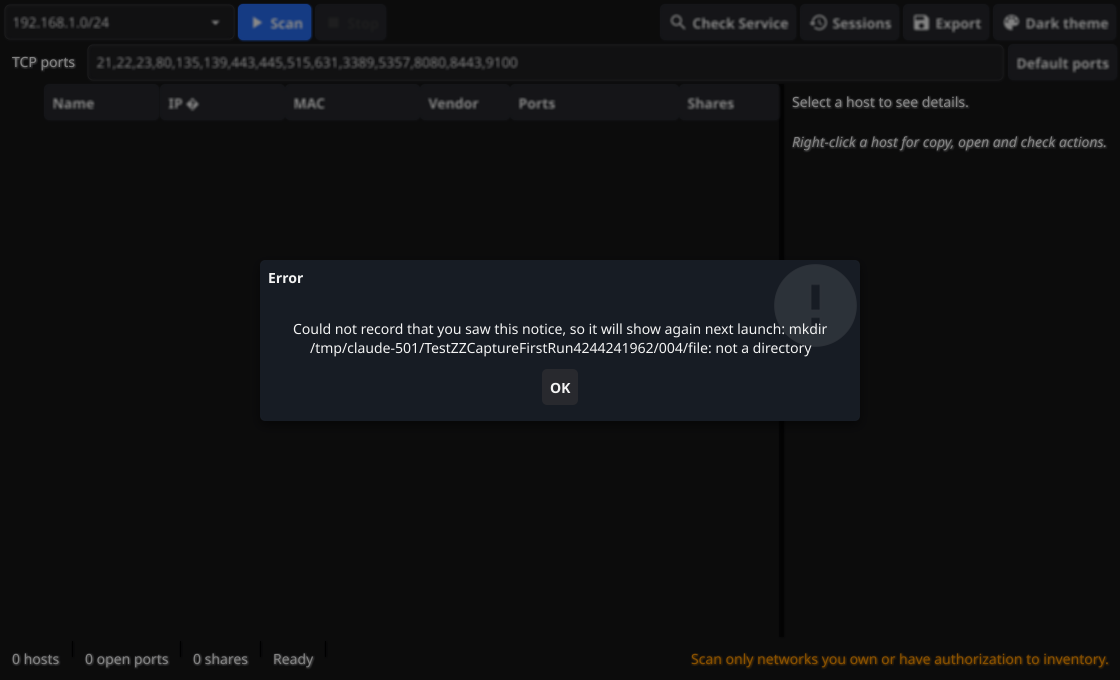 192.168.1.0/24
Scan
Stop
Check Service
Sessions
Export
Dark theme
TCP ports
21,22,23,80,135,139,443,445,515,631,3389,5357,8080,8443,9100
Default ports
Name
IP �
MAC
Vendor
Ports
Shares
Select a host to see details.
Right-click a host for copy, open and check actions.
Error
Could not record that you saw this notice, so it will show again next launch: mkdir
/tmp/claude-501/TestZZCaptureFirstRun4244241962/004/file: not a directory
OK
0 hosts
0 open ports
0 shares
Ready
Scan only networks you own or have authorization to inventory.